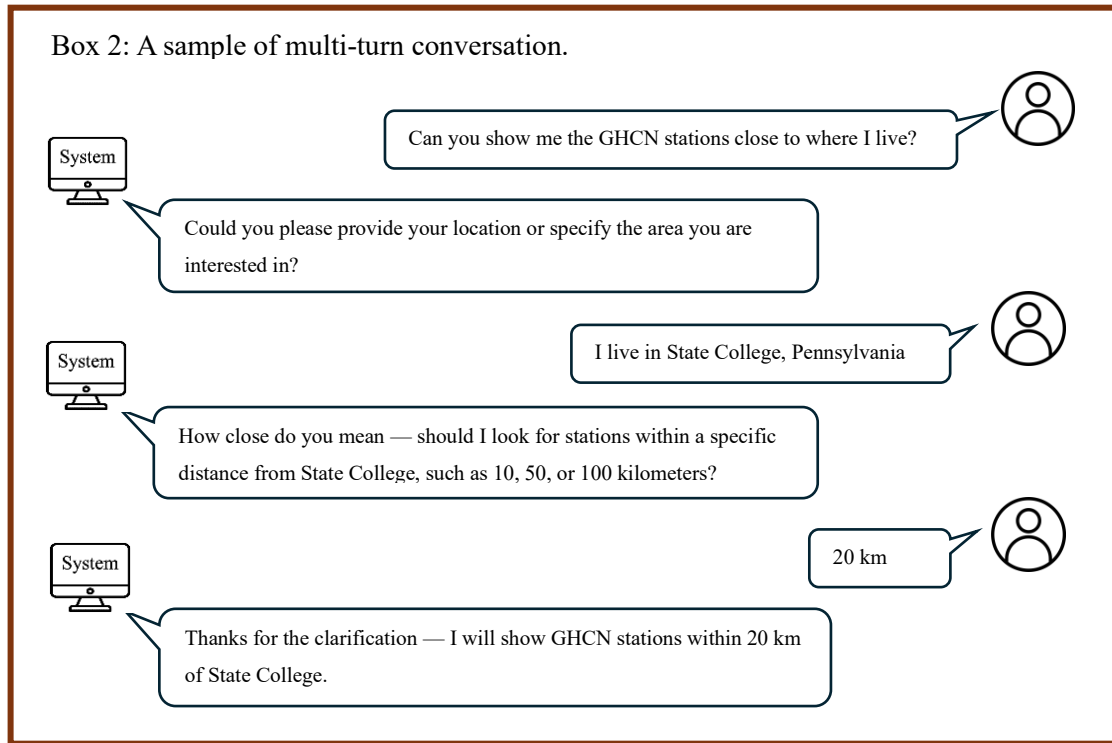 Box 2: A sample of multi-turn conversation.
Can you show me the GHCN stations close to where I live?
System
Could you please provide your location or specify the area you are
interested in?
I live in State College, Pennsylvania
System
How close do you mean — should I look for stations within a specific
distance from State College, such as 10, 50, or 100 kilometers?
20 km
System
Thanks for the clarification — I will show GHCN stations within 20 km
of State College.